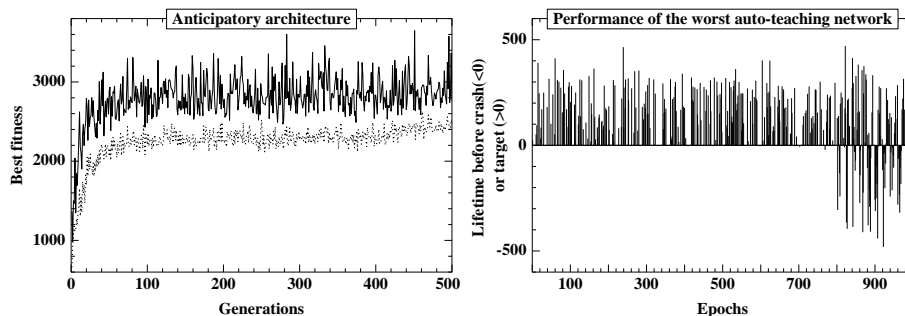 Anticipatory architecture
Best fitness
3000
2000
1000
0
100
200
300
400
500
Generations
Performance of the worst auto-teaching network
Lifetime before crash(<0)
or target (>0)
500
0
-500
100
300
500
700
900
Epochs